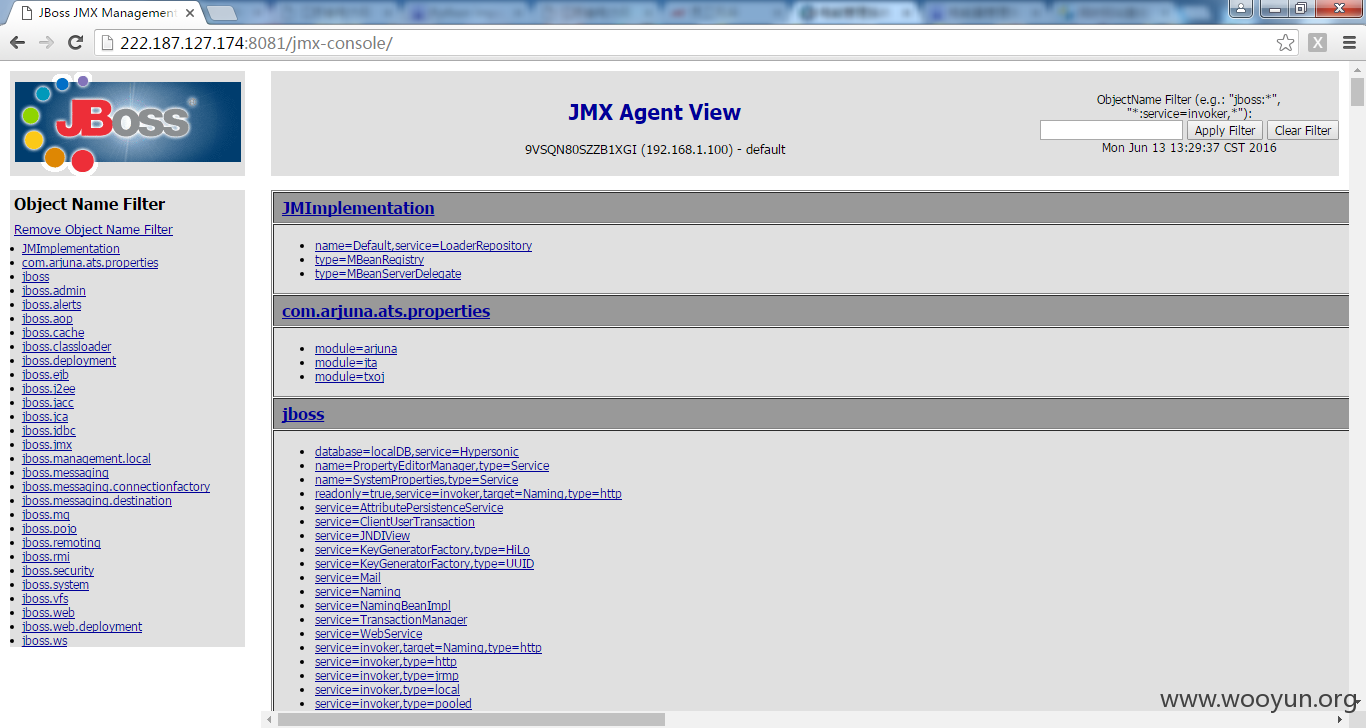 JBoss JMX Management
222.187.127.174:8081/jmx-console/
JBoss
JMX Agent View
9VSQN80SZZB1XGI (192.168.1.100) - default
ObjectName Filter (e.g.: "jboss:*",
"*:service=invoker,*"):
Apply Filter Clear Filter
Mon Jun 13 13:29:37 CST 2016
Object Name Filter
Remove Object Name Filter
JMImplementation
com.arjuna.ats.properties
jboss
jboss.admin
jboss.alerts
jboss.aop
jboss.cache
jboss.classloader
jboss.deployment
jboss.ejb
jboss.j2ee
jboss.jacc
jboss.jca
jboss.jdbc
jboss.jmx
jboss.management.local
jboss.messaging
jboss.messaging.connectionfactory
jboss.messaging.destination
jboss.mq
jboss.pojo
jboss.remoting
jboss.rmi
jboss.security
jboss.system
jboss.vfs
jboss.web
jboss.web.deployment
jboss.ws
JMImplementation
name=Default,service=LoaderRepository
type=MBeanRegistry
type=MBeanServerDelegate
com.arjuna.ats.properties
module=arjuna
module=jta
module=txoj
jboss
database=localDB,service=Hypersonic
name=PropertyEditorManager,type=Service
name=SystemProperties,type=Service
readonly=true,service=invoker,target=Naming,type=http
service=AttributePersistenceService
service=ClientUserTransaction
service=JNDIView
service=KeyGeneratorFactory,type=HiLo
service=KeyGeneratorFactory,type=UUID
service=Mail
service=Naming
service=NamingBeanImpl
service=TransactionManager
service=WebService
service=invoker,target=Naming,type=http
service=invoker,type=http
service=invoker,type=jrmp
service=invoker,type=local
service=invoker,type=pooled
www.wooyun.org